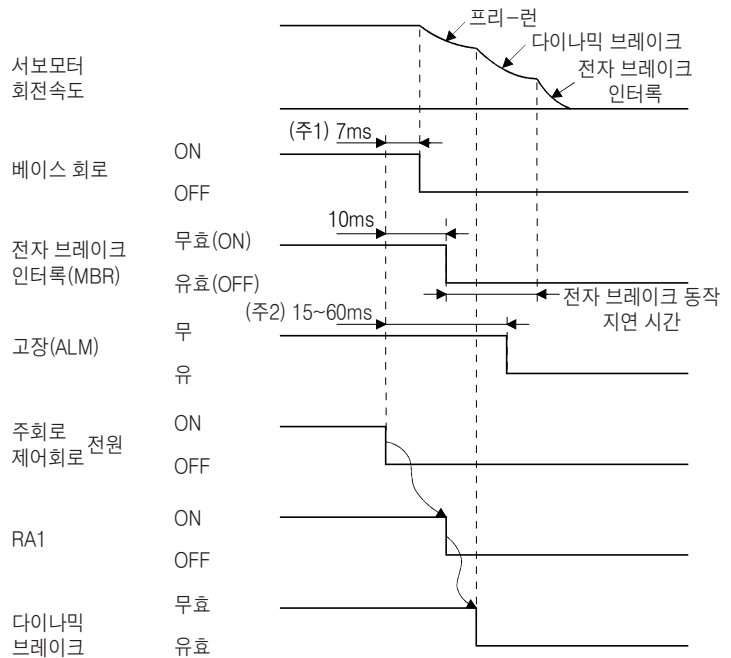 프리-런
다이나믹 브레이크
전자 브레이크
인터록
서보모터
회전속도
(주1) 7ms
베이스 회로
ON
OFF
10ms
전자 브레이크
인터록(MBR)
무효(ON)
유효(OFF)
전자 브레이크 동작
지연 시간
(주2) 15~60ms
고장(ALM)
무
유
주회로
제어회로 전원
ON
OFF
RA1
ON
OFF
다이나믹
브레이크
무효
유효